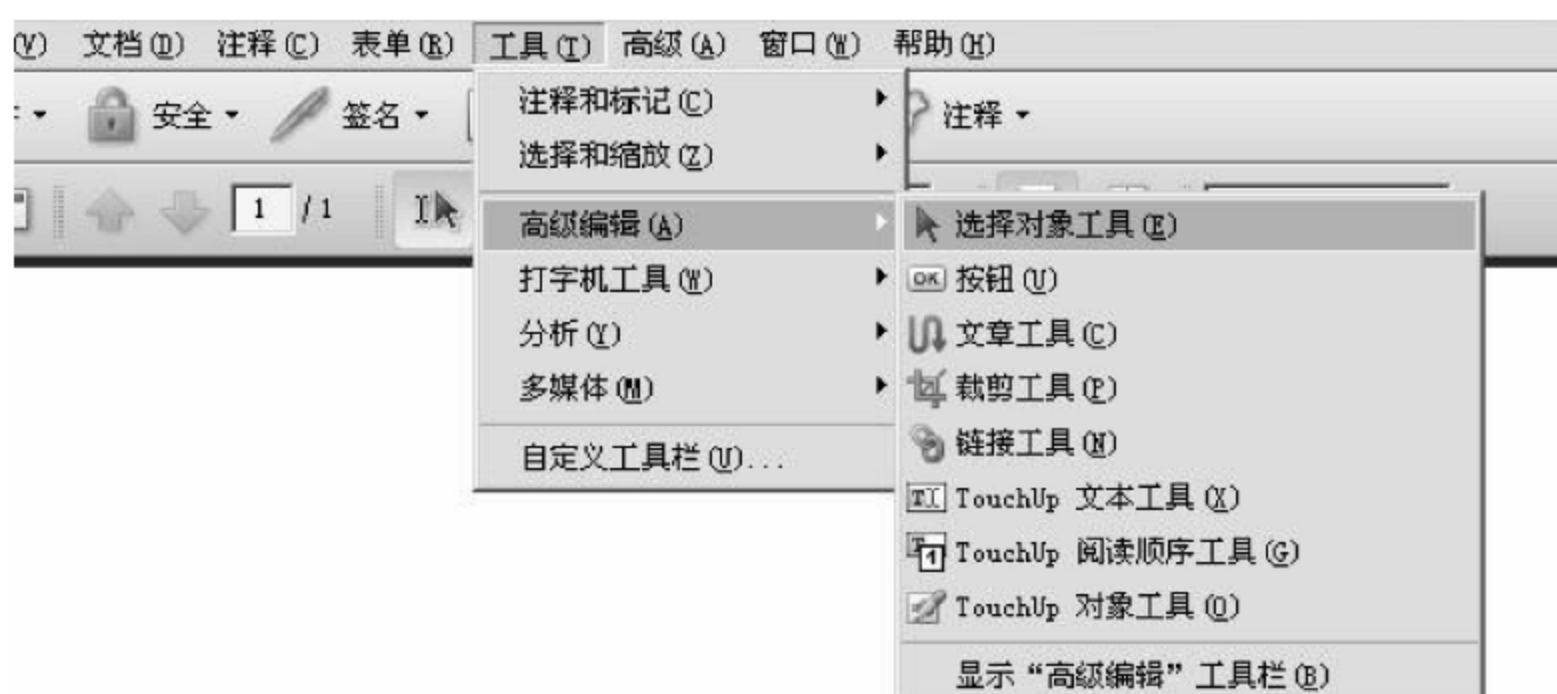 (V) 文档(D) 注释(C) 表单(R) 工具(T) 高级(A) 窗口(W) 帮助(H)
安全 签名 注释
1 / 1
注释和标记(C)
选择和缩放(Z)
高级编辑(A)
打字机工具(W)
分析(Y)
多媒体(M)
自定义工具栏(U)...
选择对象工具(E)
OK 按钮(U)
文章工具(C)
裁剪工具(P)
链接工具(N)
TouchUp 文本工具(X)
TouchUp 阅读顺序工具(G)
TouchUp 对象工具(O)
显示“高级编辑”工具栏(B)